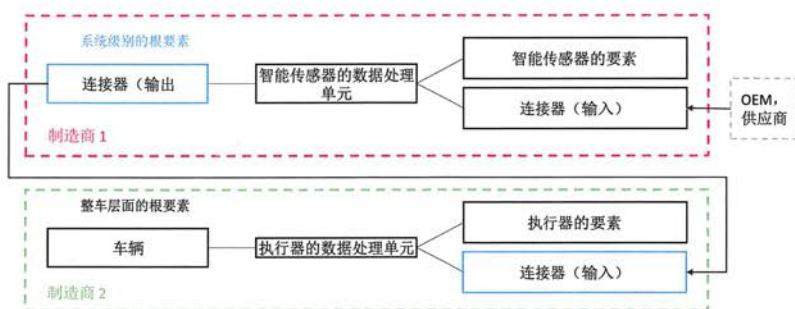 系统级别的根要素
连接器（输出
智能传感器的数据处理
单元
智能传感器的要素
连接器（输入）
OEM，
供应商
制造商 1
整车层面的根要素
车辆
执行器的数据处理单元
执行器的要素
连接器（输入）
制造商 2